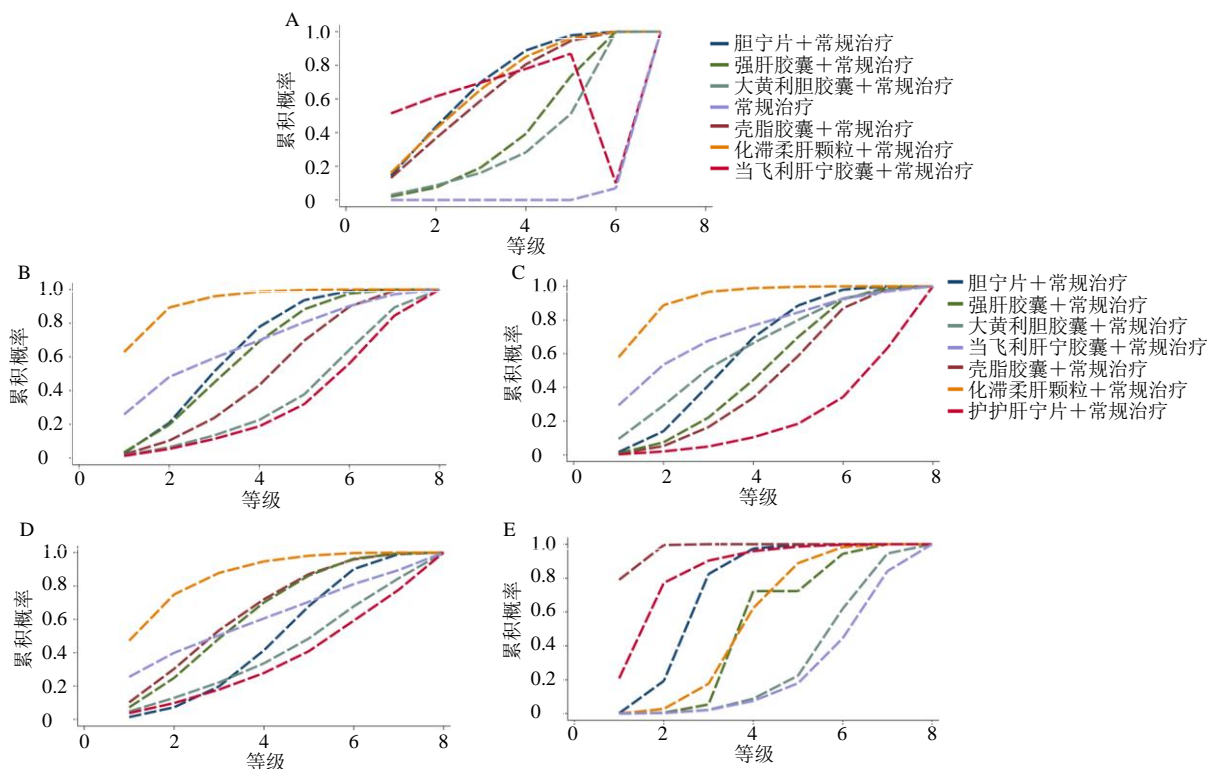 A
1.0
0.8
0.6
0.4
0.2
0
累积概率
0 2 4 6 8
等级
胆宁片+常规治疗
强肝胶囊+常规治疗
大黄利胆胶囊+常规治疗
常规治疗
壳脂胶囊+常规治疗
化滞柔肝颗粒+常规治疗
当飞利肝宁胶囊+常规治疗
B
1.0
0.8
0.6
0.4
0.2
0
累积概率
0 2 4 6 8
等级
C
1.0
0.8
0.6
0.4
0.2
0
累积概率
0 2 4 6 8
等级
胆宁片+常规治疗
强肝胶囊+常规治疗
大黄利胆胶囊+常规治疗
当飞利肝宁胶囊+常规治疗
壳脂胶囊+常规治疗
化滞柔肝颗粒+常规治疗
护护肝宁片+常规治疗
D
1.0
0.8
0.6
0.4
0.2
0
累积概率
0 2 4 6 8
等级
E
1.0
0.8
0.6
0.4
0.2
0
累积概率
0 2 4 6 8
等级